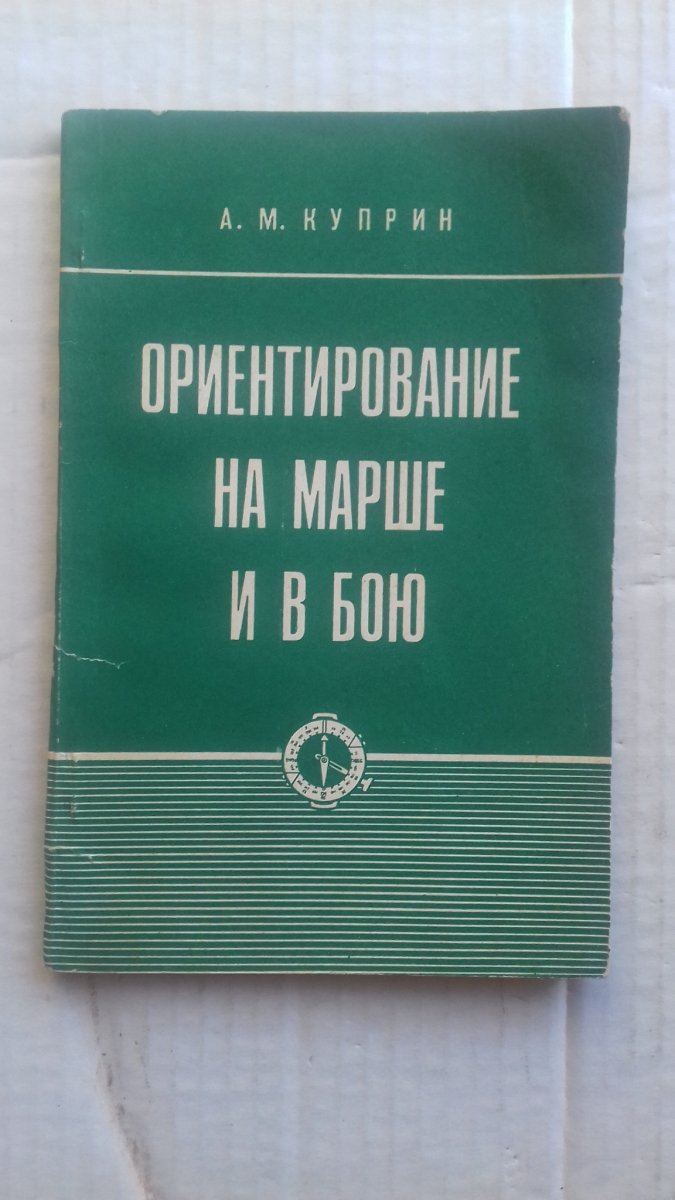 А. М. КУПРИН
ОРИЕНТИРОВАНИЕ
НА МАРШЕ
И В БОЮ